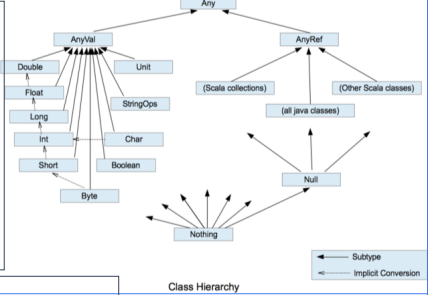 Any
AnyVal
AnyRef
Double
Unit
Float
(Scala collections)
(Other Scala classes)
StringOps
(all java classes)
Long
Int
Char
Short
Boolean
Null
Byte
Nothing
Subtype
Implicit Conversion
Class Hierarchy